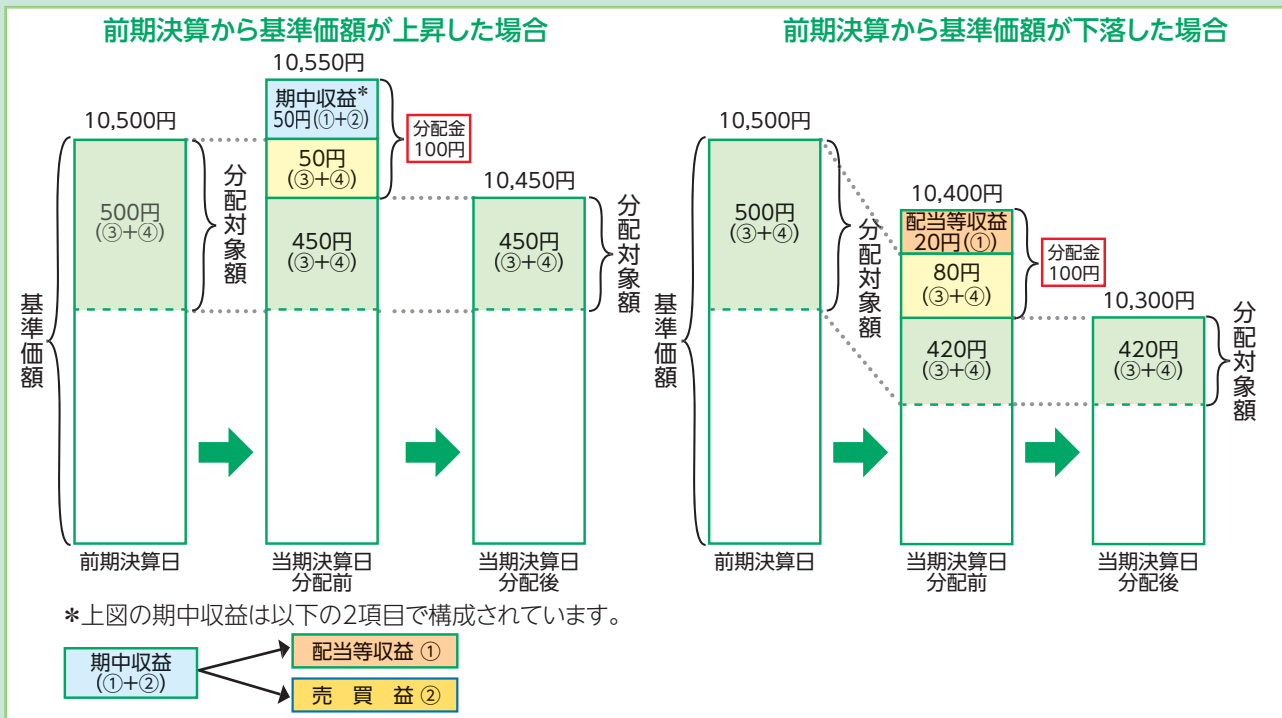 前期決算から基準価額が上昇した場合
10,500円
500円
(③+④)
分配対象額
基準価額
前期決算日
10,550円
期中収益*
50円(①+②)
50円
(③+④)
450円
(③+④)
分配金
100円
当期決算日
分配前
10,450円
450円
(③+④)
分配対象額
当期決算日
分配後
*上図の期中収益は以下の2項目で構成されています。
期中収益
(①+②)
配当等収益 ①
売 買 益 ②
前期決算から基準価額が下落した場合
10,500円
500円
(③+④)
分配対象額
基準価額
前期決算日
10,400円
配当等収益
20円(①)
80円
(③+④)
420円
(③+④)
分配金
100円
当期決算日
分配前
10,300円
420円
(③+④)
分配対象額
当期決算日
分配後